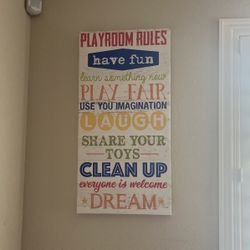 PLAYROOM RULES
have fun
learn something new
PLAY FAIR
USE YOU IMAGINATION
LAUGH
SHARE YOUR
TOYS
CLEAN UP
everyone is welcome
DREAM